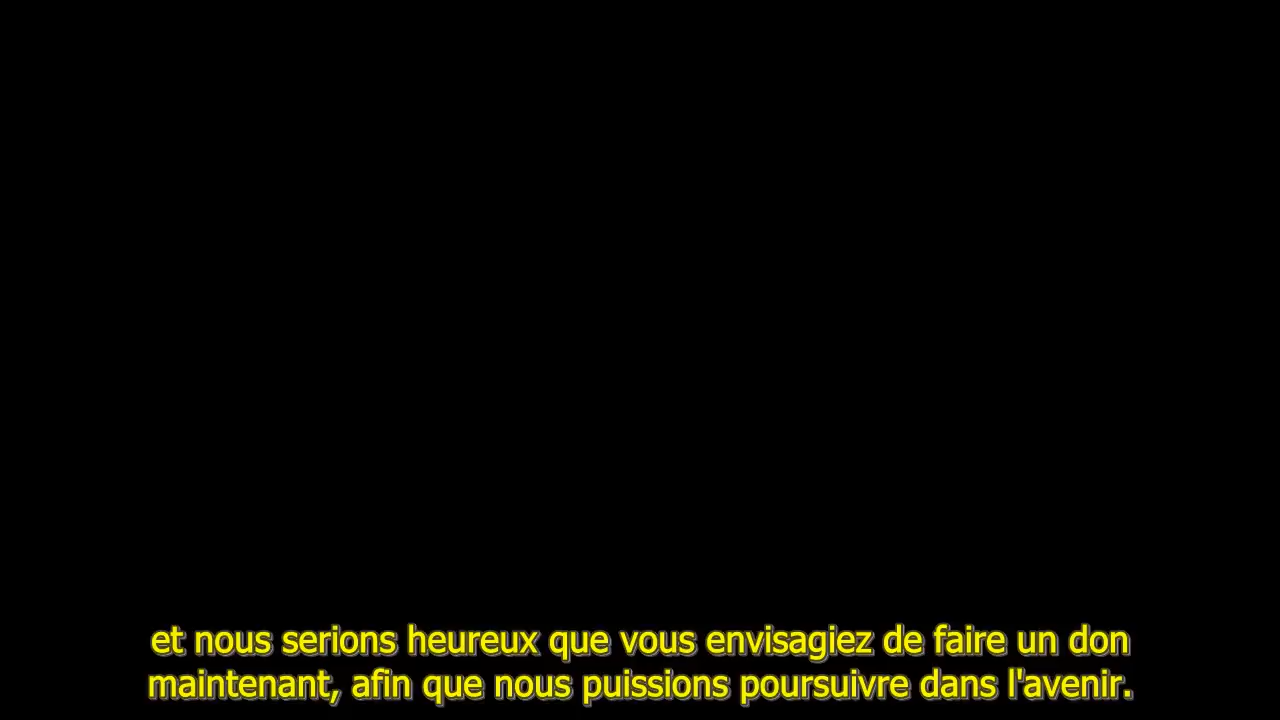 et nous serions heureux que vous envisagiez de faire un don
maintenant, afin que nous puissions poursuivre dans l'avenir.